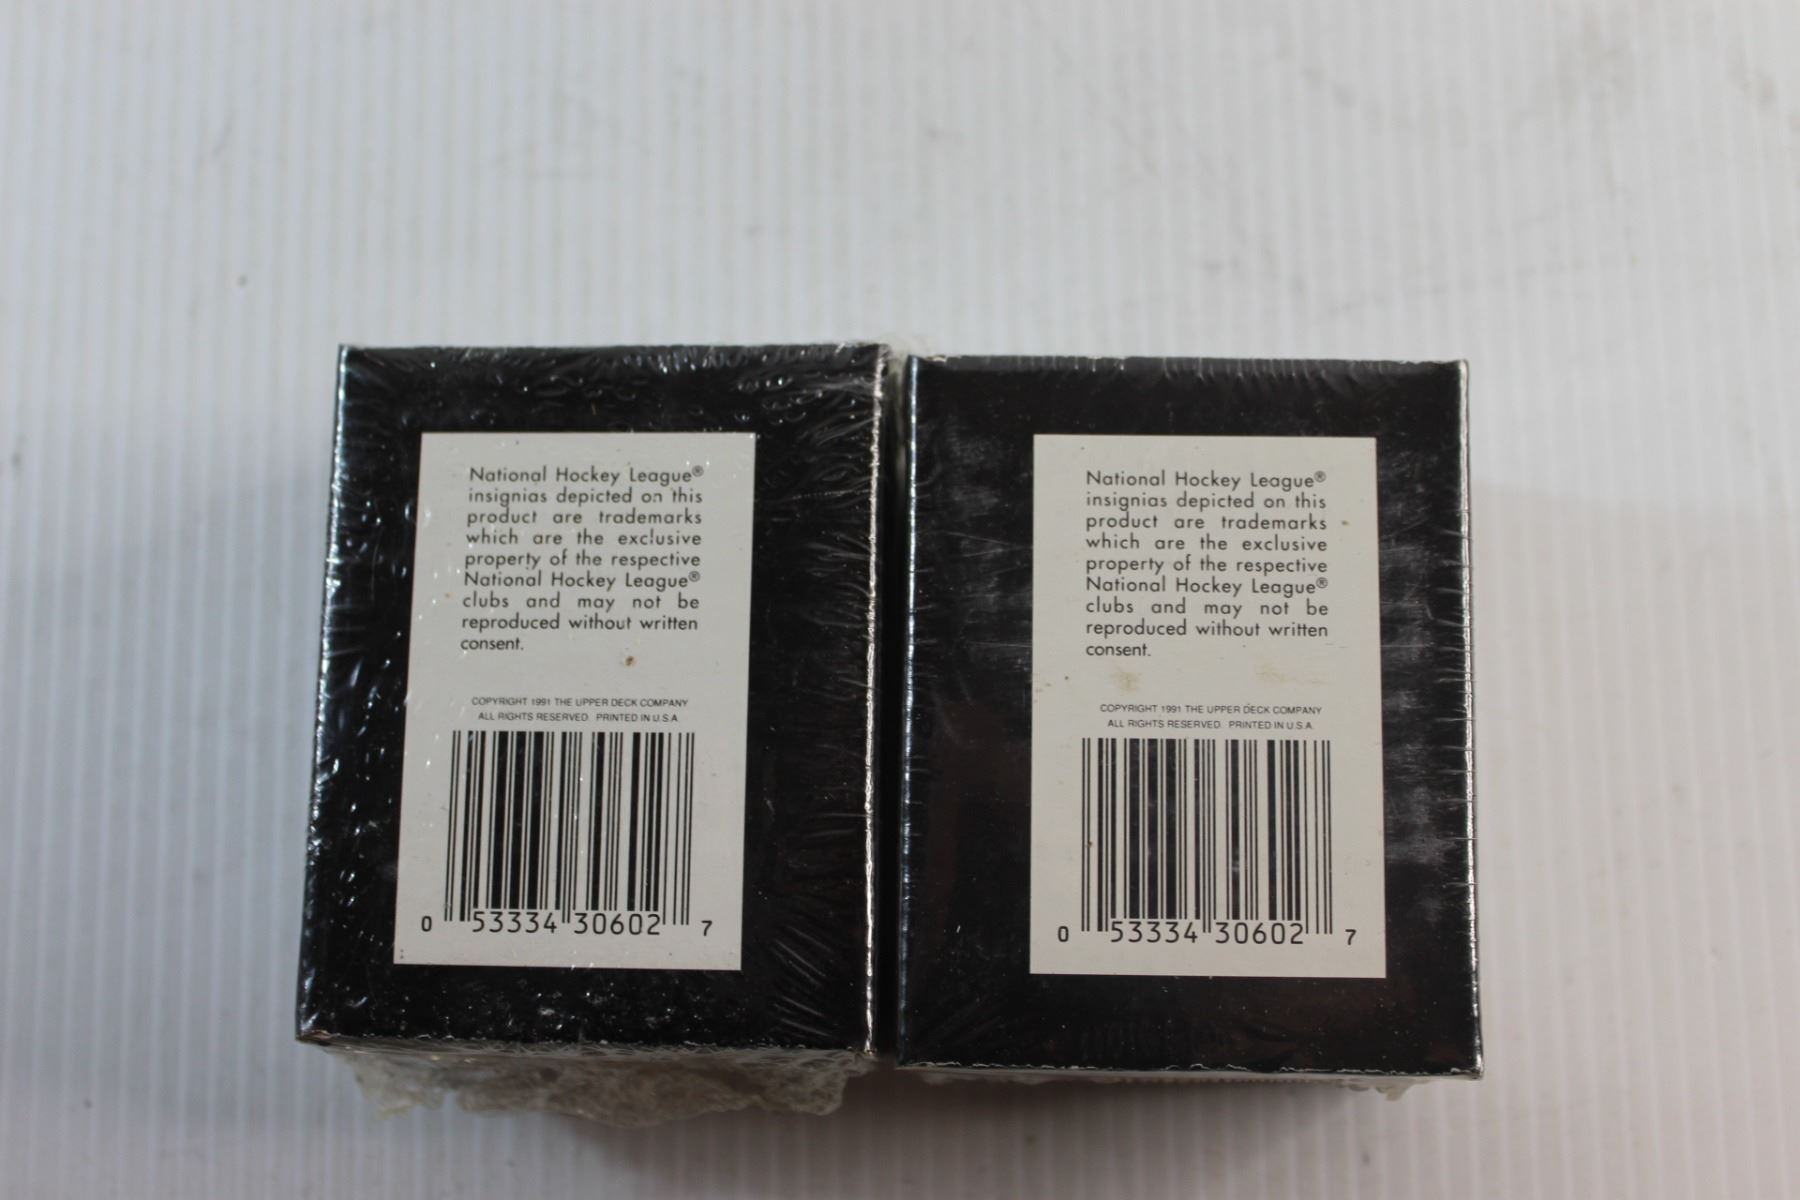 National Hockey League®
insignias depicted on this
product are trademarks
which are the exclusive
property of the respective
National Hockey League®
clubs and may not be
reproduced without written
consent.
COPYRIGHT 1991 THE UPPER DECK COMPANY
ALL RIGHTS RESERVED. PRINTED IN U.S.A.
0 53334 30602 7
National Hockey League®
insignias depicted on this
product are trademarks
which are the exclusive
property of the respective
National Hockey League®
clubs and may not be
reproduced without written
consent.
COPYRIGHT 1991 THE UPPER DECK COMPANY
ALL RIGHTS RESERVED. PRINTED IN U.S.A.
0 53334 30602 7